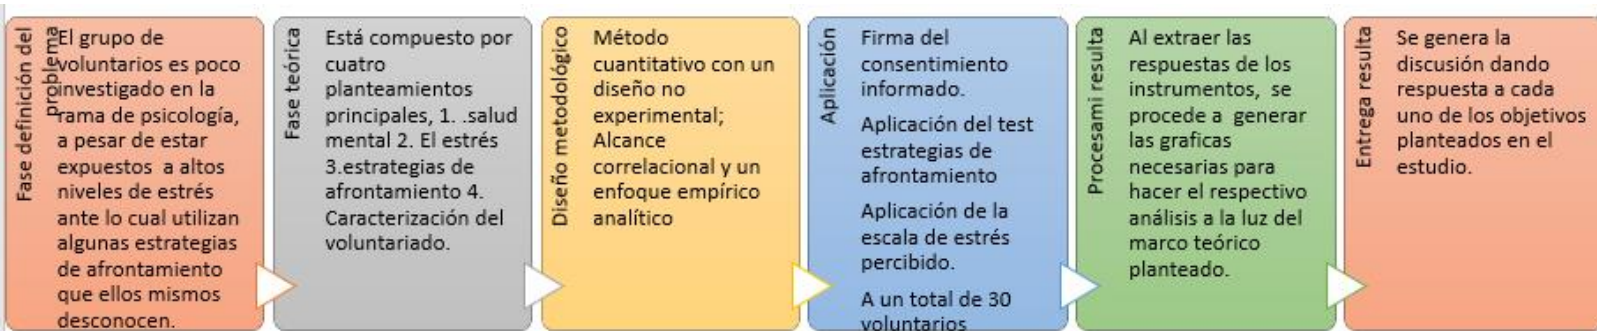 Fase definición del
problema
El grupo de
voluntarios es poco
investigado en la
rama de psicología,
a pesar de estar
expuestos a altos
niveles de estrés
ante lo cual utilizan
algunas estrategias
de afrontamiento
que ellos mismos
desconocen.
Fase teórica
Está compuesto por
cuatro
planteamientos
principales, 1. .salud
mental 2. El estrés
3.estrategias de
afrontamiento 4.
Caracterización del
voluntariado.
Diseño metodológico
Método
cuantitativo con un
diseño no
experimental;
Alcance
correlacional y un
enfoque empírico
analítico
Aplicación
Firma del
consentimiento
informado.
Aplicación del test
estrategias de
afrontamiento
Aplicación de la
escala de estrés
percibido.
A un total de 30
voluntarios
Procesami resulta
Al extraer las
respuestas de los
instrumentos, se
procede a generar
las graficas
necesarias para
hacer el respectivo
análisis a la luz del
marco teórico
planteado.
Entrega resulta
Se genera la
discusión dando
respuesta a cada
uno de los objetivos
planteados en el
estudio.